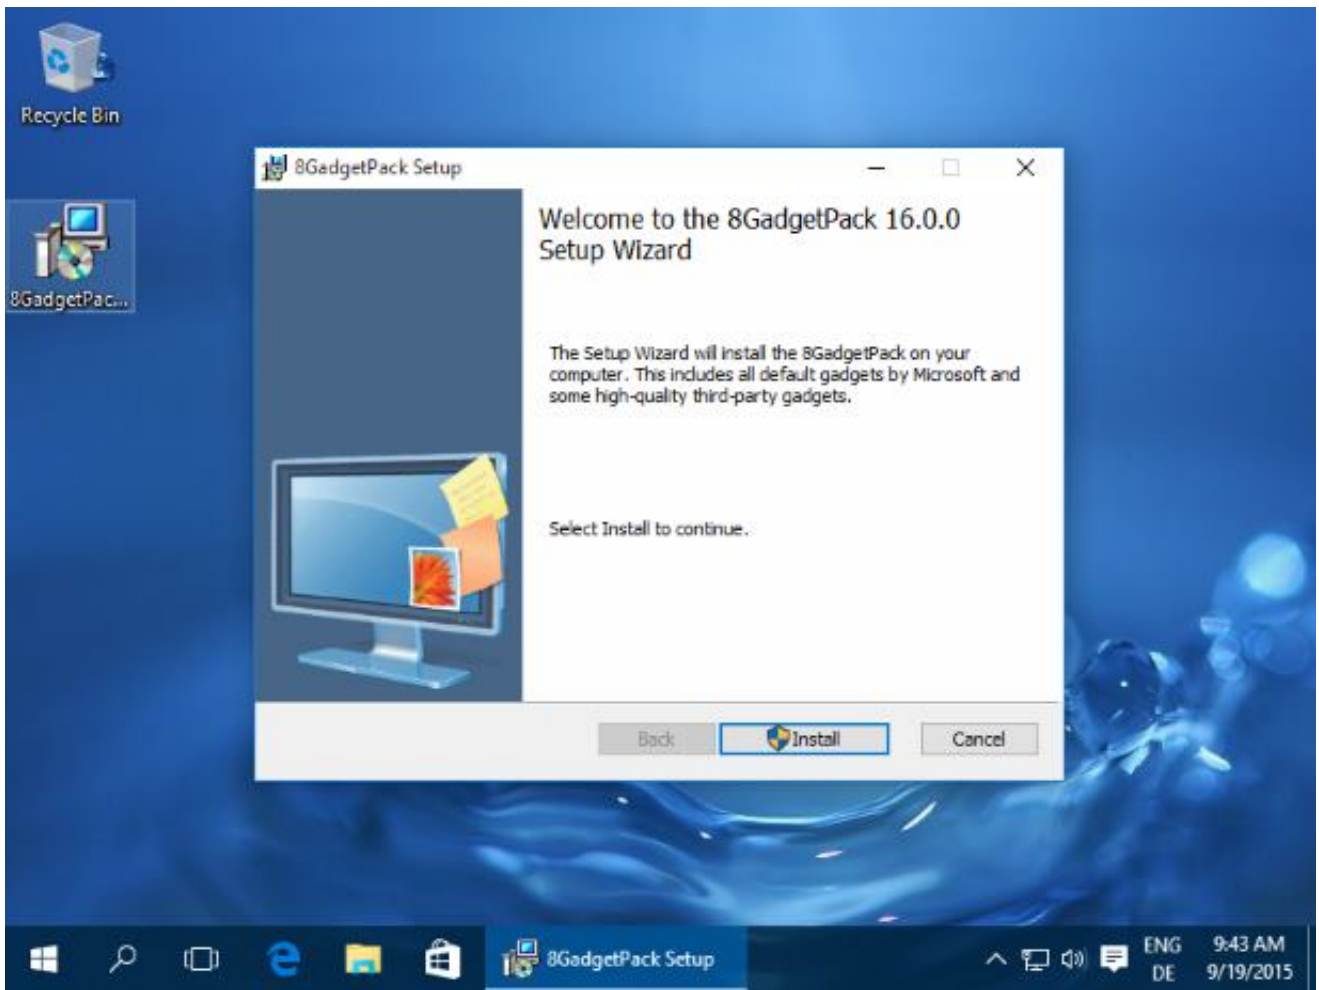 Recycle Bin
8GadgetPac...
8GadgetPack Setup
Welcome to the 8GadgetPack 16.0.0
Setup Wizard
The Setup Wizard will install the 8GadgetPack on your
computer. This includes all default gadgets by Microsoft and
some high-quality third-party gadgets.
Select Install to continue.
Back
Install
Cancel
8GadgetPack Setup
ENG
DE
9:43 AM
9/19/2015